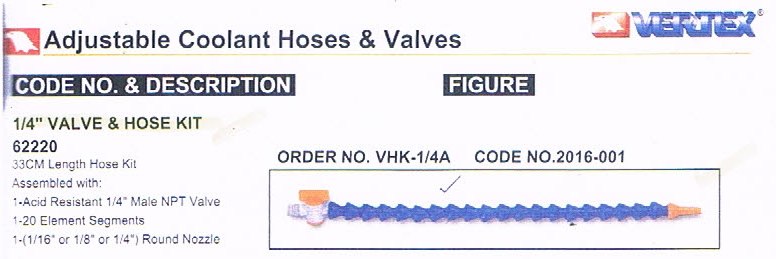 VERTEX®
Adjustable Coolant Hoses & Valves
CODE NO. & DESCRIPTION
FIGURE
1/4" VALVE & HOSE KIT
62220
33CM Length Hose Kit
Assembled with:
1-Acid Resistant 1/4" Male NPT Valve
1-20 Element Segments
1-(1/16" or 1/8" or 1/4") Round Nozzle
ORDER NO. VHK-1/4A CODE NO.2016-001